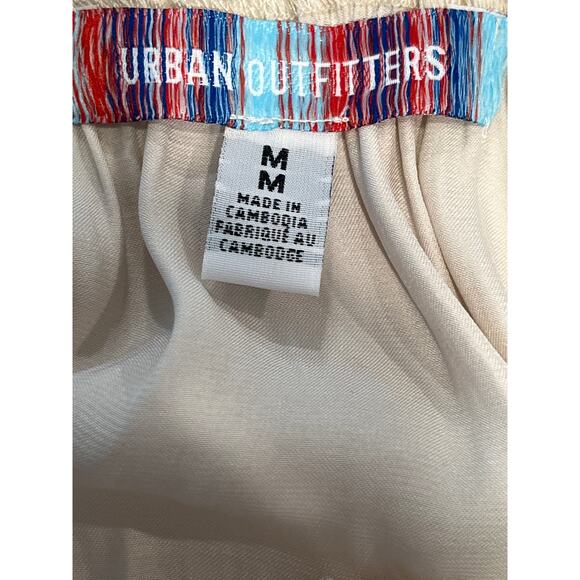 URBAN OUTFITTERS
M
M
MADE IN
CAMBODIA
FABRIQUÉ AU
CAMBODGE